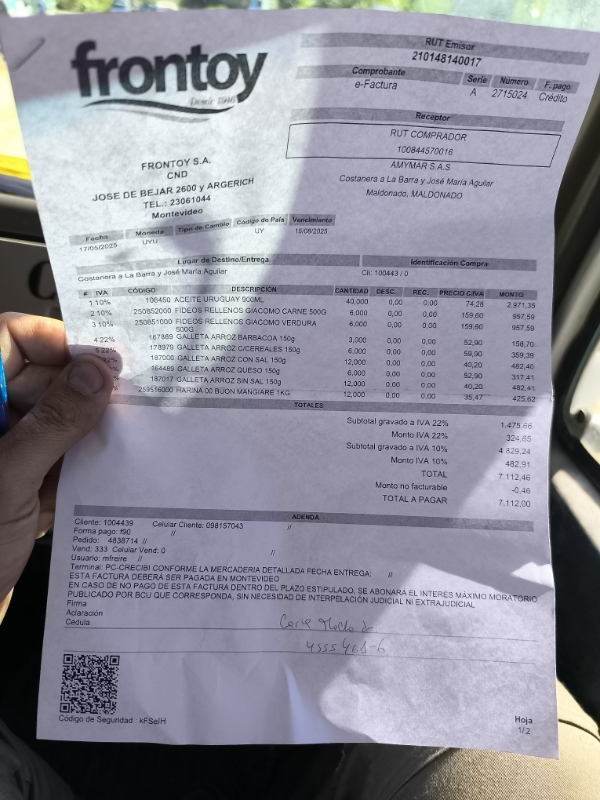 frontoy
Desde 1946
RUT Emisor
210148140017
Comprobante Serie Número F. pago
e-Factura A 2715024 Crédito
Receptor
RUT COMPRADOR
100844570016
AMYMAR S.A.S
Costanera a La Barra y José María Aguilar
Maldonado, MALDONADO
FRONTOY S.A.
CND
JOSE DE BEJAR 2600 y ARGERICH
TEL.: 23061044
Montevideo
Fecha Moneda Tipo de Cambio Código de País Vencimiento
17/05/2025 UYU UY 15/06/2025
Lugar de Destino/Entrega Identificación Compra
Costanera a La Barra y José María Aguilar Cli: 100443 / 0
# IVA CÓDIGO DESCRIPCIÓN CANTIDAD DESC. REC. PRECIO C/IVA MONTO
1 10% 106450 ACEITE URUGUAY 900ML 40,000 0,00 0,00 74,28 2.971,35
2 10% 250852000 FIDEOS RELLENOS GIACOMO CARNE 500G 6,000 0,00 0,00 159,60 957,59
3 10% 250851000 FIDEOS RELLENOS GIACOMO VERDURA 6,000 0,00 0,00 159,60 957,59
500G
4 22% 167889 GALLETA ARROZ BARBACOA 150g 3,000 0,00 0,00 52,90 158,70
5 22% 178979 GALLETA ARROZ C/CEREALES 150g 6,000 0,00 0,00 59,90 359,39
187000 GALLETA ARROZ CON SAL 150g 12,000 0,00 0,00 40,20 482,40
164489 GALLETA ARROZ QUESO 150g 6,000 0,00 0,00 52,90 317,41
187017 GALLETA ARROZ SIN SAL 150g 12,000 0,00 0,00 40,20 482,41
259516000 HARINA 00 BUON MANGIARE 1KG 12,000 0,00 0,00 35,47 425,62
TOTALES
Subtotal gravado a IVA 22% 1.475,66
Monto IVA 22% 324,65
Subtotal gravado a IVA 10% 4.829,24
Monto IVA 10% 482,91
TOTAL 7.112,46
Monto no facturable -0,46
TOTAL A PAGAR 7.112,00
ADENDA
Cliente: 1004439 Celular Cliente: 098157043 //
Forma pago: f90 //
Pedido: 4838714 //
Vend: 333 Celular Vend: 0 //
Usuario: mfreire //
Terminal: PC-CRECIBI CONFORME LA MERCADERIA DETALLADA FECHA ENTREGA: //
ESTA FACTURA DEBERÁ SER PAGADA EN MONTEVIDEO
EN CASO DE NO PAGO DE ESTA FACTURA DENTRO DEL PLAZO ESTIPULADO, SE ABONARA EL INTERES MÁXIMO MORATORIO
PUBLICADO POR BCU QUE CORRESPONDA, SIN NECESIDAD DE INTERPELACIÓN JUDICIAL NI EXTRAJUDICIAL
Firma
Aclaración
Cédula
Código de Seguridad : kFSeIH
Hoja
1/2